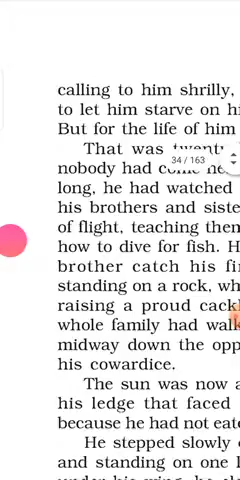 calling to him shrilly,
to let him starve on hi
But for the life of him
That was twenty
34 / 163
nobody had come ne
long, he had watched
his brothers and siste
of flight, teaching them
how to dive for fish. H
brother catch his fir
standing on a rock, wh
raising a proud cackl
whole family had walk
midway down the opp
his cowardice.
The sun was now a
his ledge that faced
because he had not eate
He stepped slowly o
and standing on one l